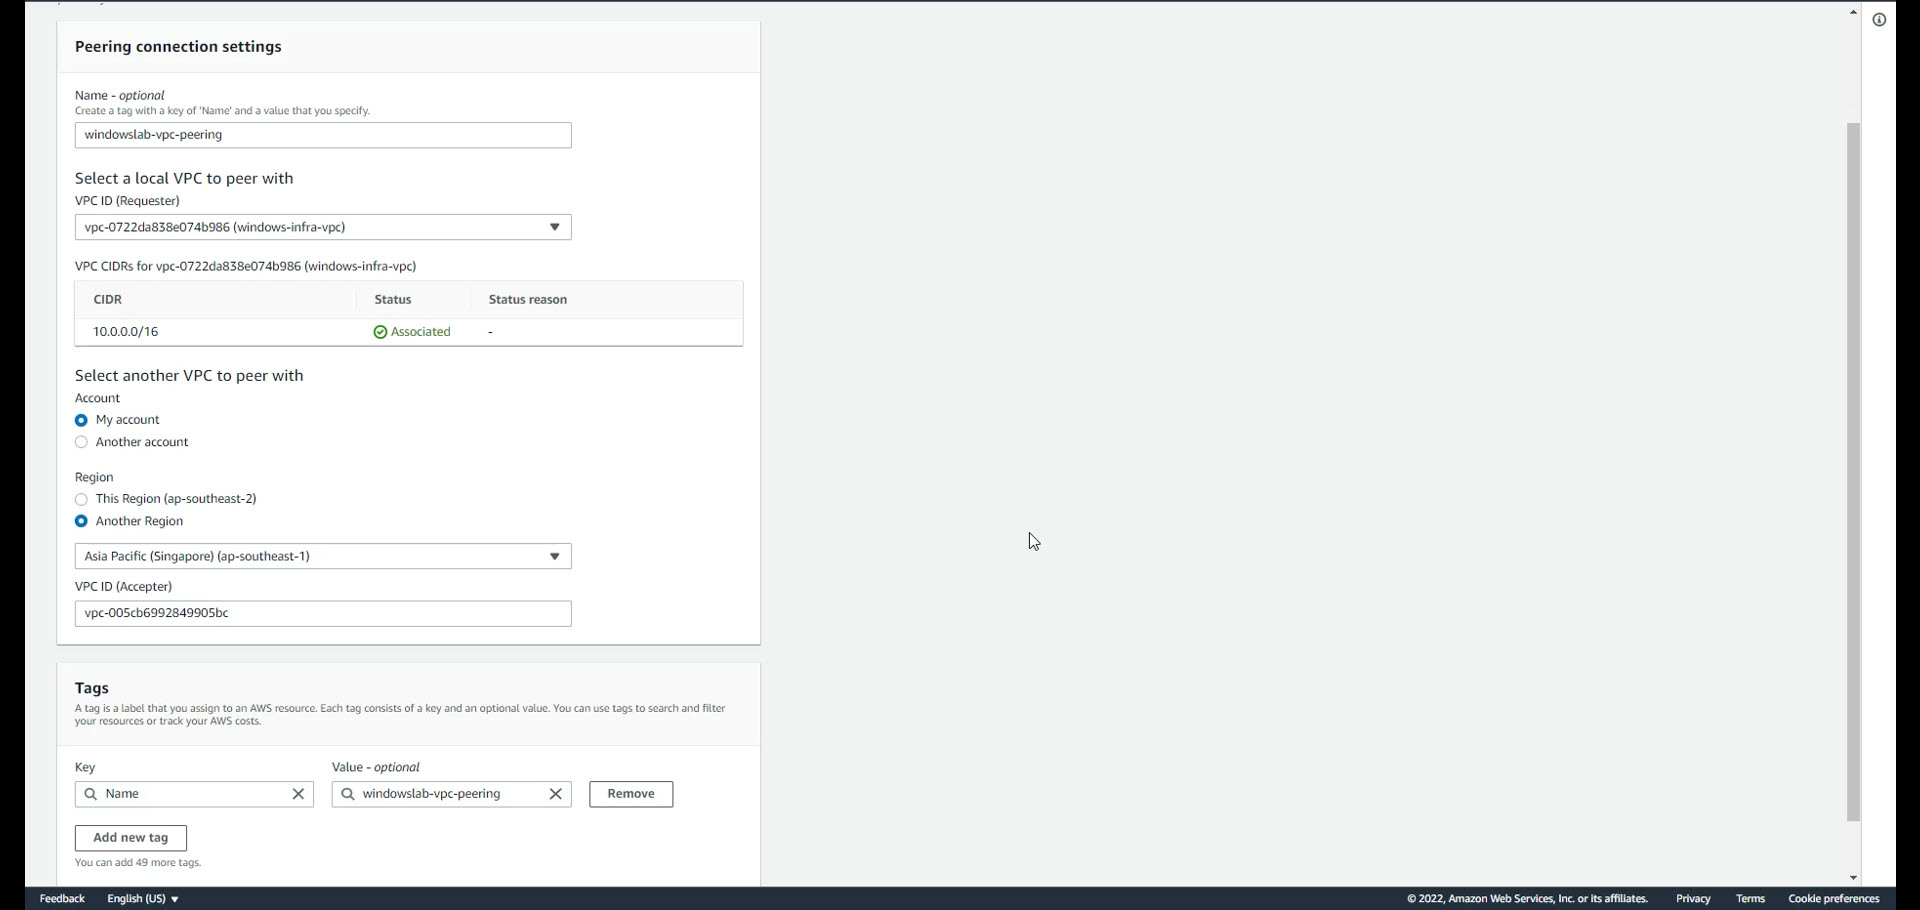 Peering connection settings
Name - optional
Create a tag with a key of 'Name' and a value that you specify.
windowslab-vpc-peering
Select a local VPC to peer with
VPC ID (Requester)
vpc-0722da838e074b986 (windows-infra-vpc)
VPC CIDRs for vpc-0722da838e074b986 (windows-infra-vpc)
CIDR Status Status reason
10.0.0.0/16 Associated -
Select another VPC to peer with
Account
My account
Another account
Region
This Region (ap-southeast-2)
Another Region
Asia Pacific (Singapore) (ap-southeast-1)
VPC ID (Accepter)
vpc-005cb6992849905bc
Tags
A tag is a label that you assign to an AWS resource. Each tag consists of a key and an optional value. You can use tags to search and filter
your resources or track your AWS costs.
Key Value - optional
Name windowslab-vpc-peering Remove
Add new tag
You can add 49 more tags.
Feedback English (US) © 2022, Amazon Web Services, Inc. or its affiliates. Privacy Terms Cookie preferences